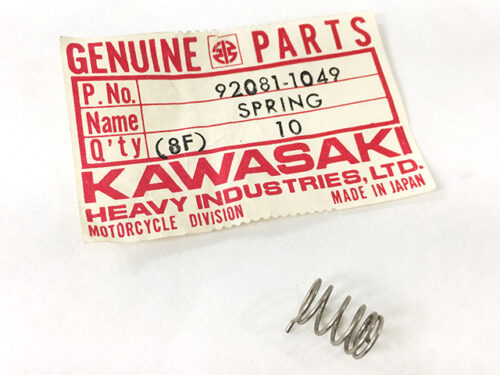 GENUINE PARTS
P.No. 92081-1049
Name SPRING
Q'ty (8F) 10
KAWASAKI
HEAVY INDUSTRIES, LTD.
MOTORCYCLE DIVISION MADE IN JAPAN